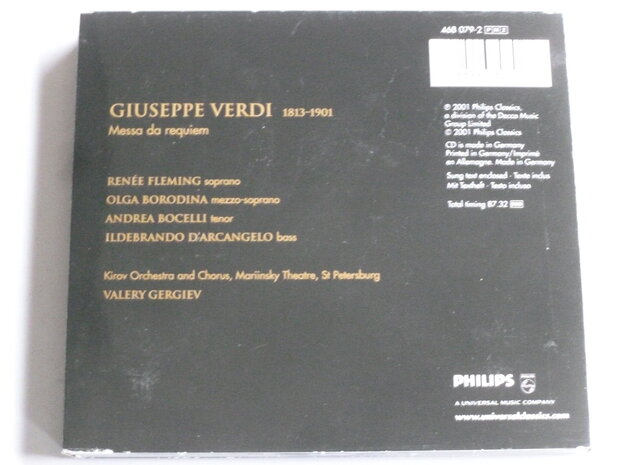 468 079-2 PM2
GIUSEPPE VERDI 1813–1901
Messa da requiem
RENÉE FLEMING soprano
OLGA BORODINA mezzo-soprano
ANDREA BOCELLI tenor
ILDEBRANDO D'ARCANGELO bass
Kirov Orchestra and Chorus, Mariinsky Theatre, St Petersburg
VALERY GERGIEV
℗ 2001 Philips Classics,
a division of the Decca Music
Group Limited
© 2001 Philips Classics
CD is made in Germany
Printed in Germany/Imprimé
en Allemagne. Made in Germany
Sung text enclosed · Texte inclus
Mit Textheft · Testo incluso
Total timing 87.32
PHILIPS
A UNIVERSAL MUSIC COMPANY
www.universalclassics.com